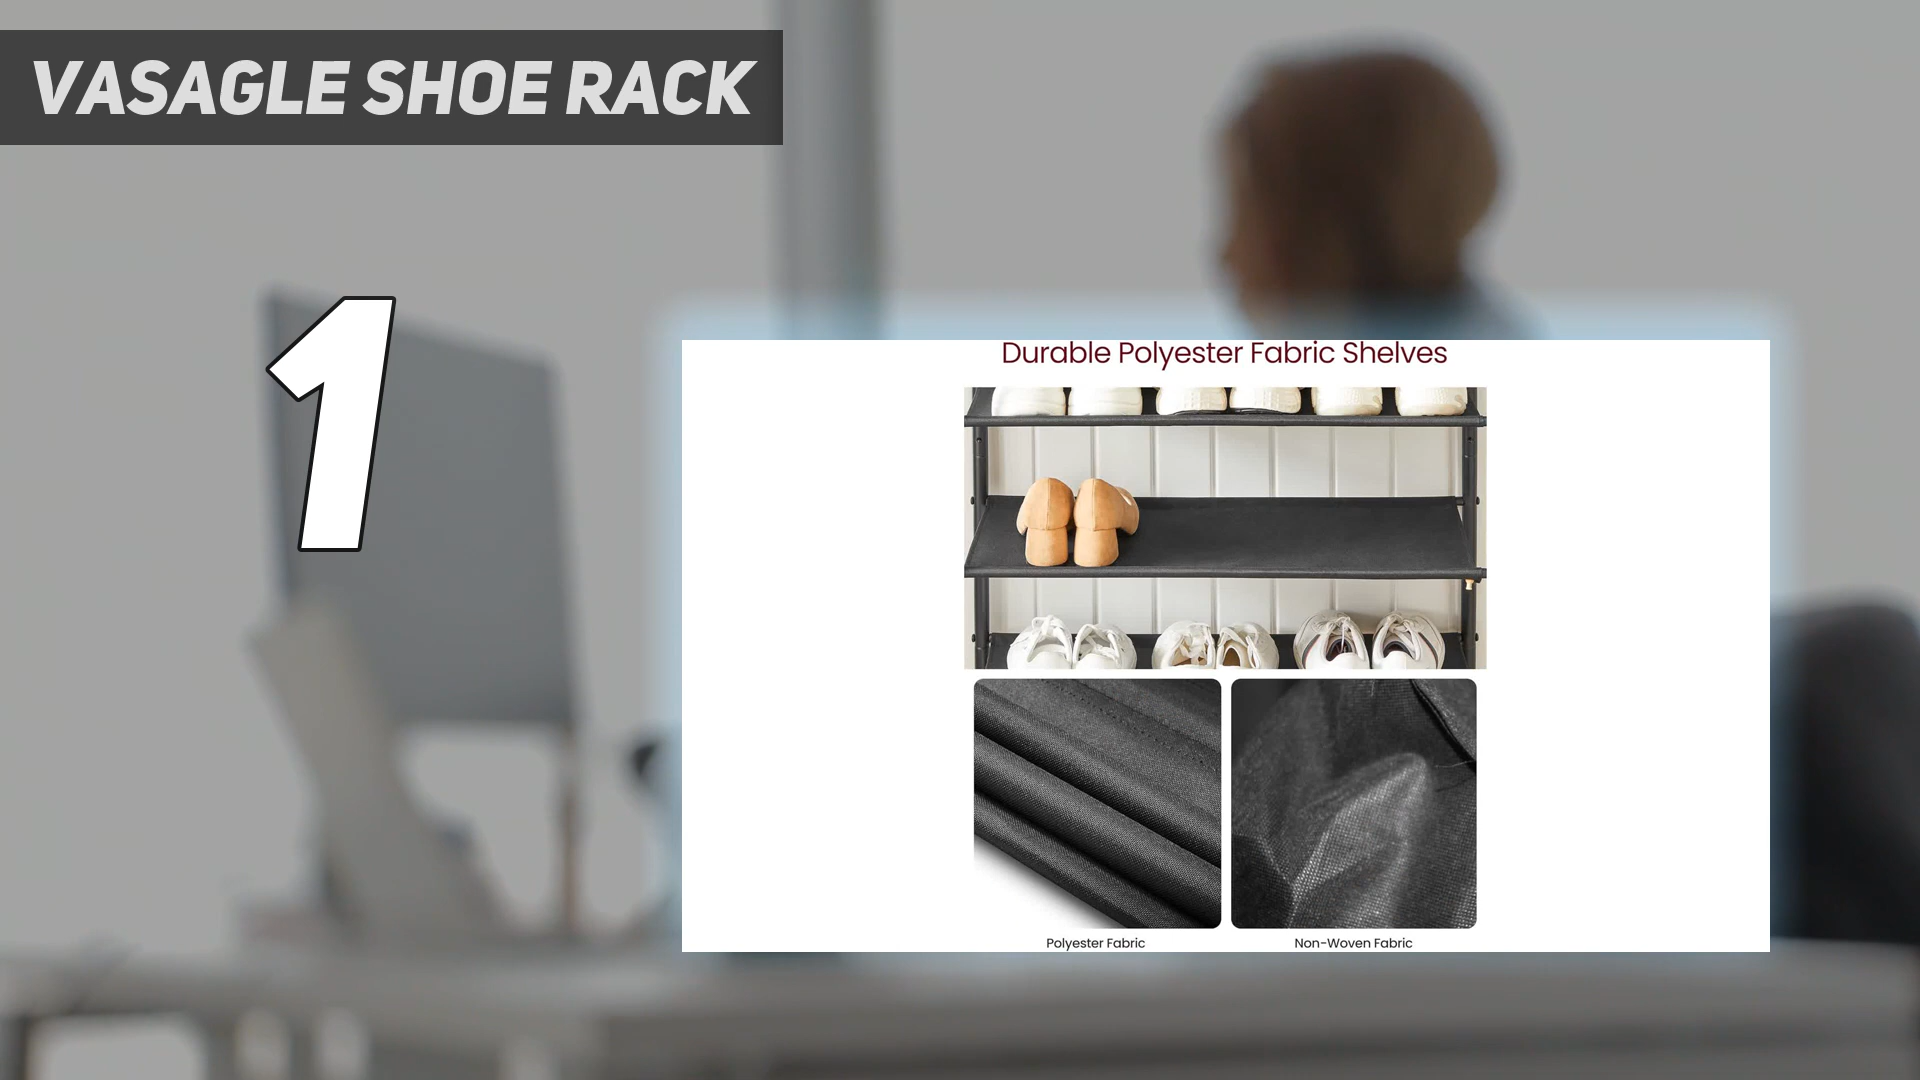 VASAGLE SHOE RACK
1
Durable Polyester Fabric Shelves
Polyester Fabric
Non-Woven Fabric